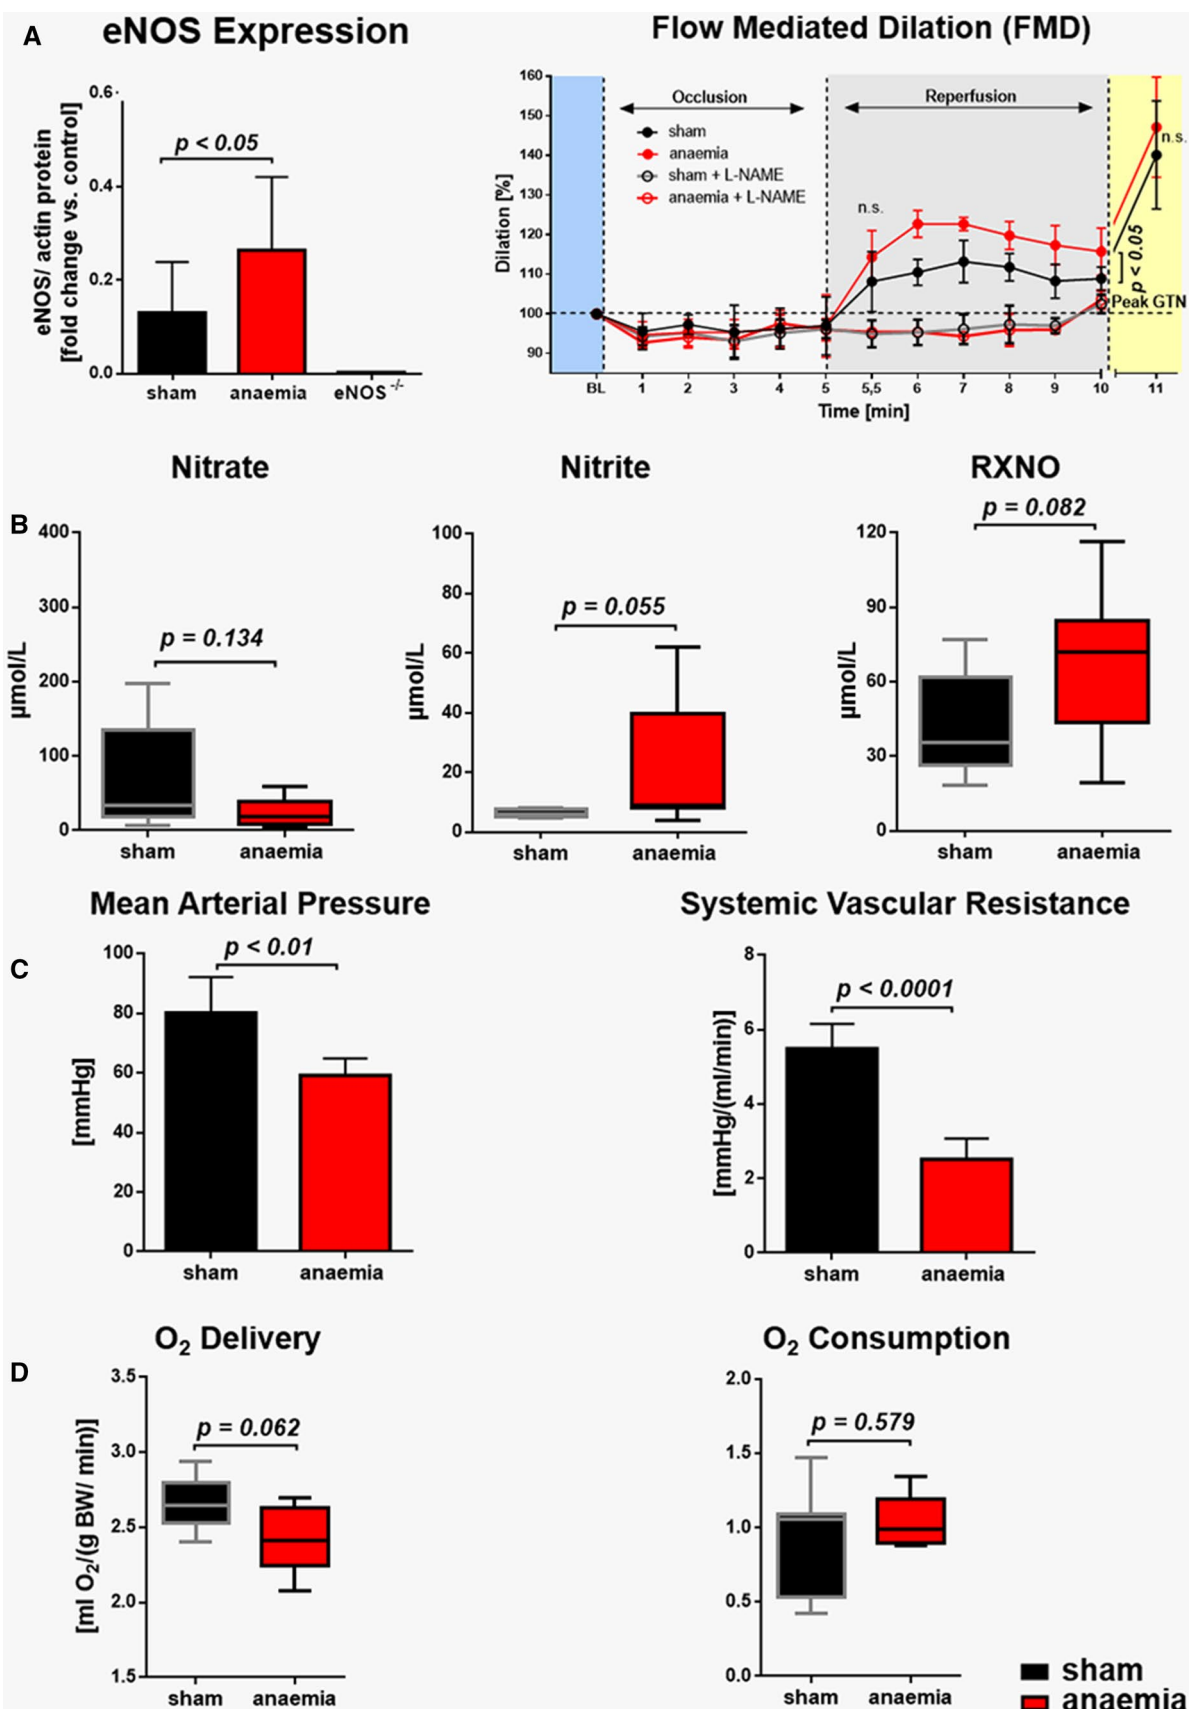 A
eNOS Expression
Flow Mediated Dilation (FMD)
eNOS/ actin protein
[fold change vs. control]
0.6
0.4
0.2
0.0
p < 0.05
sham
anaemia
eNOS -/-
Dilation [%]
160
150
140
130
120
110
100
90
Occlusion
Reperfusion
sham
anaemia
sham + L-NAME
anaemia + L-NAME
n.s.
n.s.
p < 0.05
Peak GTN
BL
1
2
3
4
5
5,5
6
7
8
9
10
11
Time [min]
B
Nitrate
Nitrite
RXNO
µmol/L
400
300
200
100
0
p = 0.134
sham
anaemia
µmol/L
100
80
60
40
20
0
p = 0.055
sham
anaemia
µmol/L
120
90
60
30
0
p = 0.082
sham
anaemia
C
Mean Arterial Pressure
Systemic Vascular Resistance
[mmHg]
100
80
60
40
20
0
p < 0.01
sham
anaemia
[mmHg/(ml/min)]
8
6
4
2
0
p < 0.0001
sham
anaemia
D
O2 Delivery
O2 Consumption
[ml O2/(g BW/ min)]
3.5
3.0
2.5
2.0
1.5
p = 0.062
sham
anaemia
2.0
1.5
1.0
0.5
0.0
p = 0.579
sham
anaemia
sham
anaemia